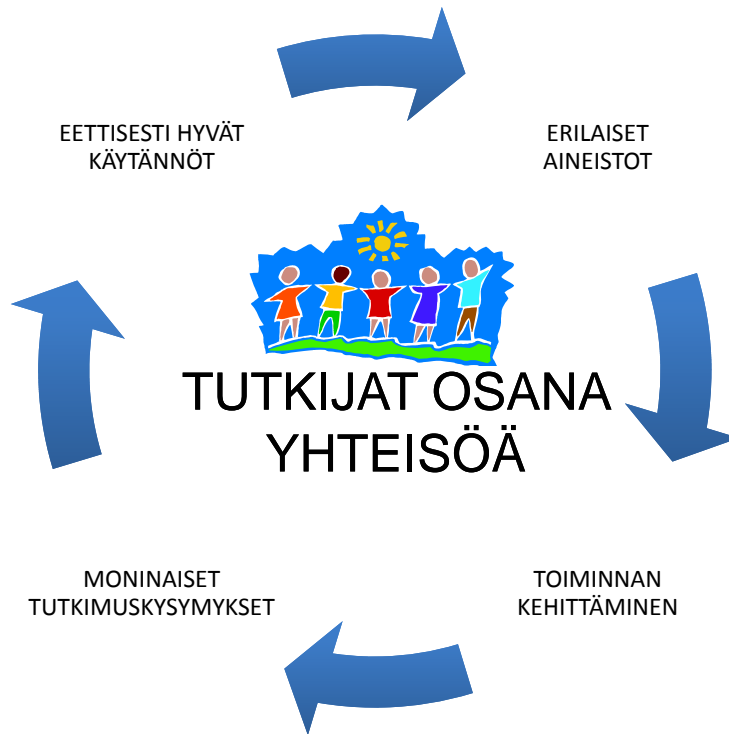 EETTISESTI HYVÄT
KÄYTÄNNÖT
ERILAISET
AINEISTOT
TUTKIJAT OSANA
YHTEISÖÄ
MONINAISET
TUTKIMUSKYSYMYKSET
TOIMINNAN
KEHITTÄMINEN